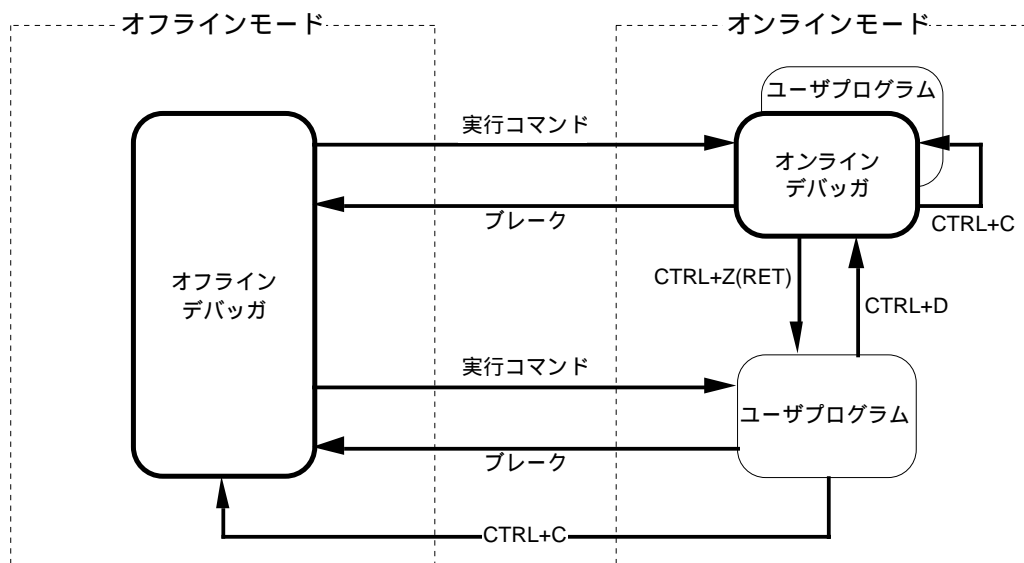 オフラインモード
オンラインモード
ユーザプログラム
実行コマンド
オンライン
デバッガ
ブレーク
CTRL+C
オフライン
デバッガ
CTRL+Z(RET)
CTRL+D
実行コマンド
ユーザプログラム
ブレーク
CTRL+C